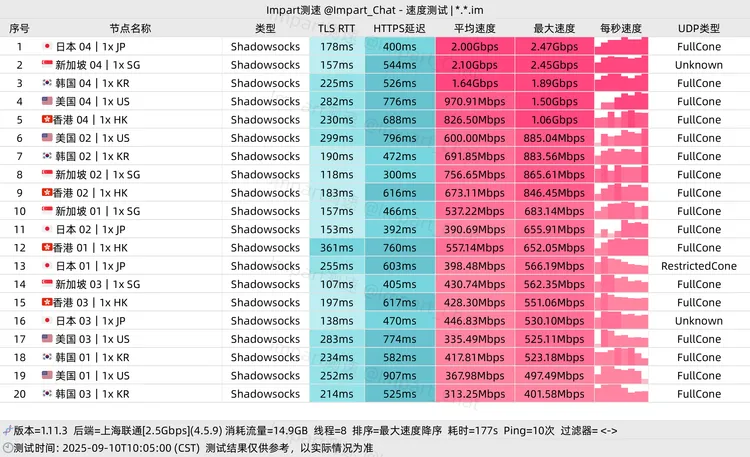 Impart测速 @Impart_Chat - 速度测试 | *.*.im
序号 节点名称 类型 TLS RTT HTTPS延迟 平均速度 最大速度 每秒速度 UDP类型
1 日本 04 | 1x JP Shadowsocks 178ms 400ms 2.00Gbps 2.47Gbps FullCone
2 新加坡 04 | 1x SG Shadowsocks 157ms 544ms 2.10Gbps 2.45Gbps Unknown
3 韩国 04 | 1x KR Shadowsocks 225ms 526ms 1.64Gbps 1.89Gbps FullCone
4 美国 04 | 1x US Shadowsocks 282ms 776ms 970.91Mbps 1.50Gbps FullCone
5 香港 04 | 1x HK Shadowsocks 230ms 688ms 826.50Mbps 1.06Gbps FullCone
6 美国 02 | 1x US Shadowsocks 299ms 796ms 600.00Mbps 885.04Mbps FullCone
7 韩国 02 | 1x KR Shadowsocks 190ms 472ms 691.85Mbps 883.56Mbps FullCone
8 新加坡 02 | 1x SG Shadowsocks 118ms 300ms 756.65Mbps 865.61Mbps FullCone
9 香港 02 | 1x HK Shadowsocks 183ms 616ms 673.11Mbps 846.45Mbps FullCone
10 新加坡 01 | 1x SG Shadowsocks 157ms 466ms 537.22Mbps 683.14Mbps FullCone
11 日本 02 | 1x JP Shadowsocks 153ms 392ms 390.69Mbps 655.91Mbps FullCone
12 香港 01 | 1x HK Shadowsocks 361ms 760ms 557.14Mbps 652.05Mbps FullCone
13 日本 01 | 1x JP Shadowsocks 255ms 603ms 398.48Mbps 566.19Mbps RestrictedCone
14 新加坡 03 | 1x SG Shadowsocks 107ms 405ms 430.74Mbps 562.35Mbps FullCone
15 香港 03 | 1x HK Shadowsocks 197ms 617ms 428.30Mbps 551.06Mbps FullCone
16 日本 03 | 1x JP Shadowsocks 138ms 470ms 446.83Mbps 530.10Mbps Unknown
17 美国 03 | 1x US Shadowsocks 283ms 774ms 335.49Mbps 525.11Mbps FullCone
18 韩国 01 | 1x KR Shadowsocks 234ms 582ms 417.81Mbps 523.18Mbps FullCone
19 美国 01 | 1x US Shadowsocks 252ms 907ms 367.98Mbps 497.49Mbps FullCone
20 韩国 03 | 1x KR Shadowsocks 214ms 525ms 313.25Mbps 401.58Mbps FullCone
版本=1.11.3 后端=上海联通[2.5Gbps](4.5.9) 消耗流量=14.9GB 线程=8 排序=最大速度降序 耗时=177s Ping=10次 过滤器= <->
测试时间: 2025-09-10T10:05:00 (CST) 测试结果仅供参考，以实际情况为准